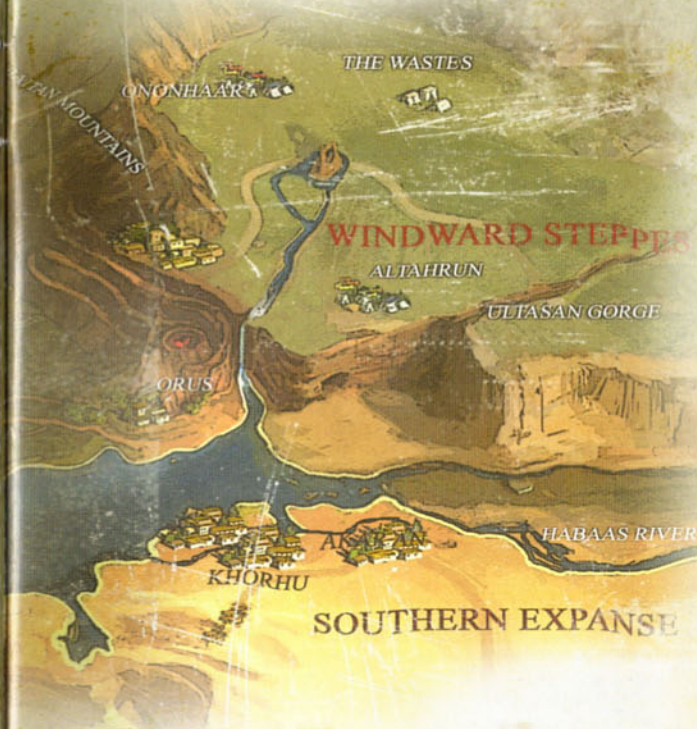 THE WASTES
ONONHAAR
MOUNTAINS
WINDWARD STEPPES
ALTAHRUN
ULTASAN GORGE
ORUS
HABAAS RIVER
KHORHU
SOUTHERN EXPANSE